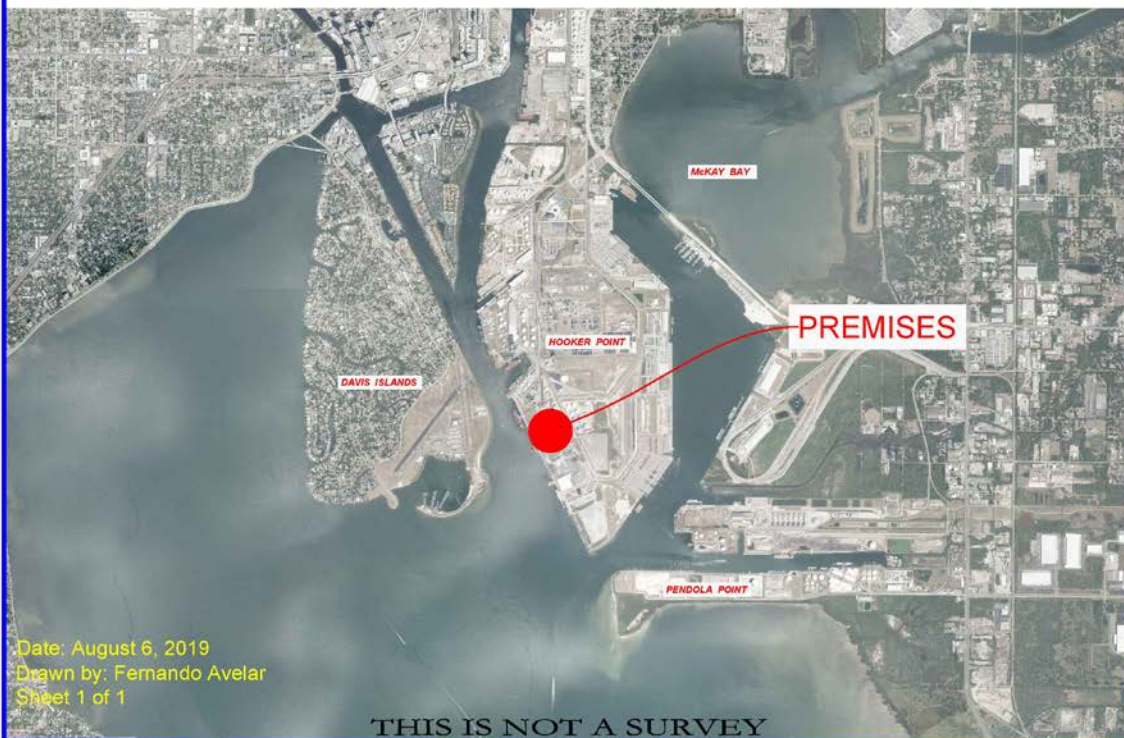 McKAY BAY
PREMISES
HOOKER POINT
DAVIS ISLANDS
PENDOLA POINT
Date: August 6, 2019
Drawn by: Fernando Avelar
Sheet 1 of 1
THIS IS NOT A SURVEY